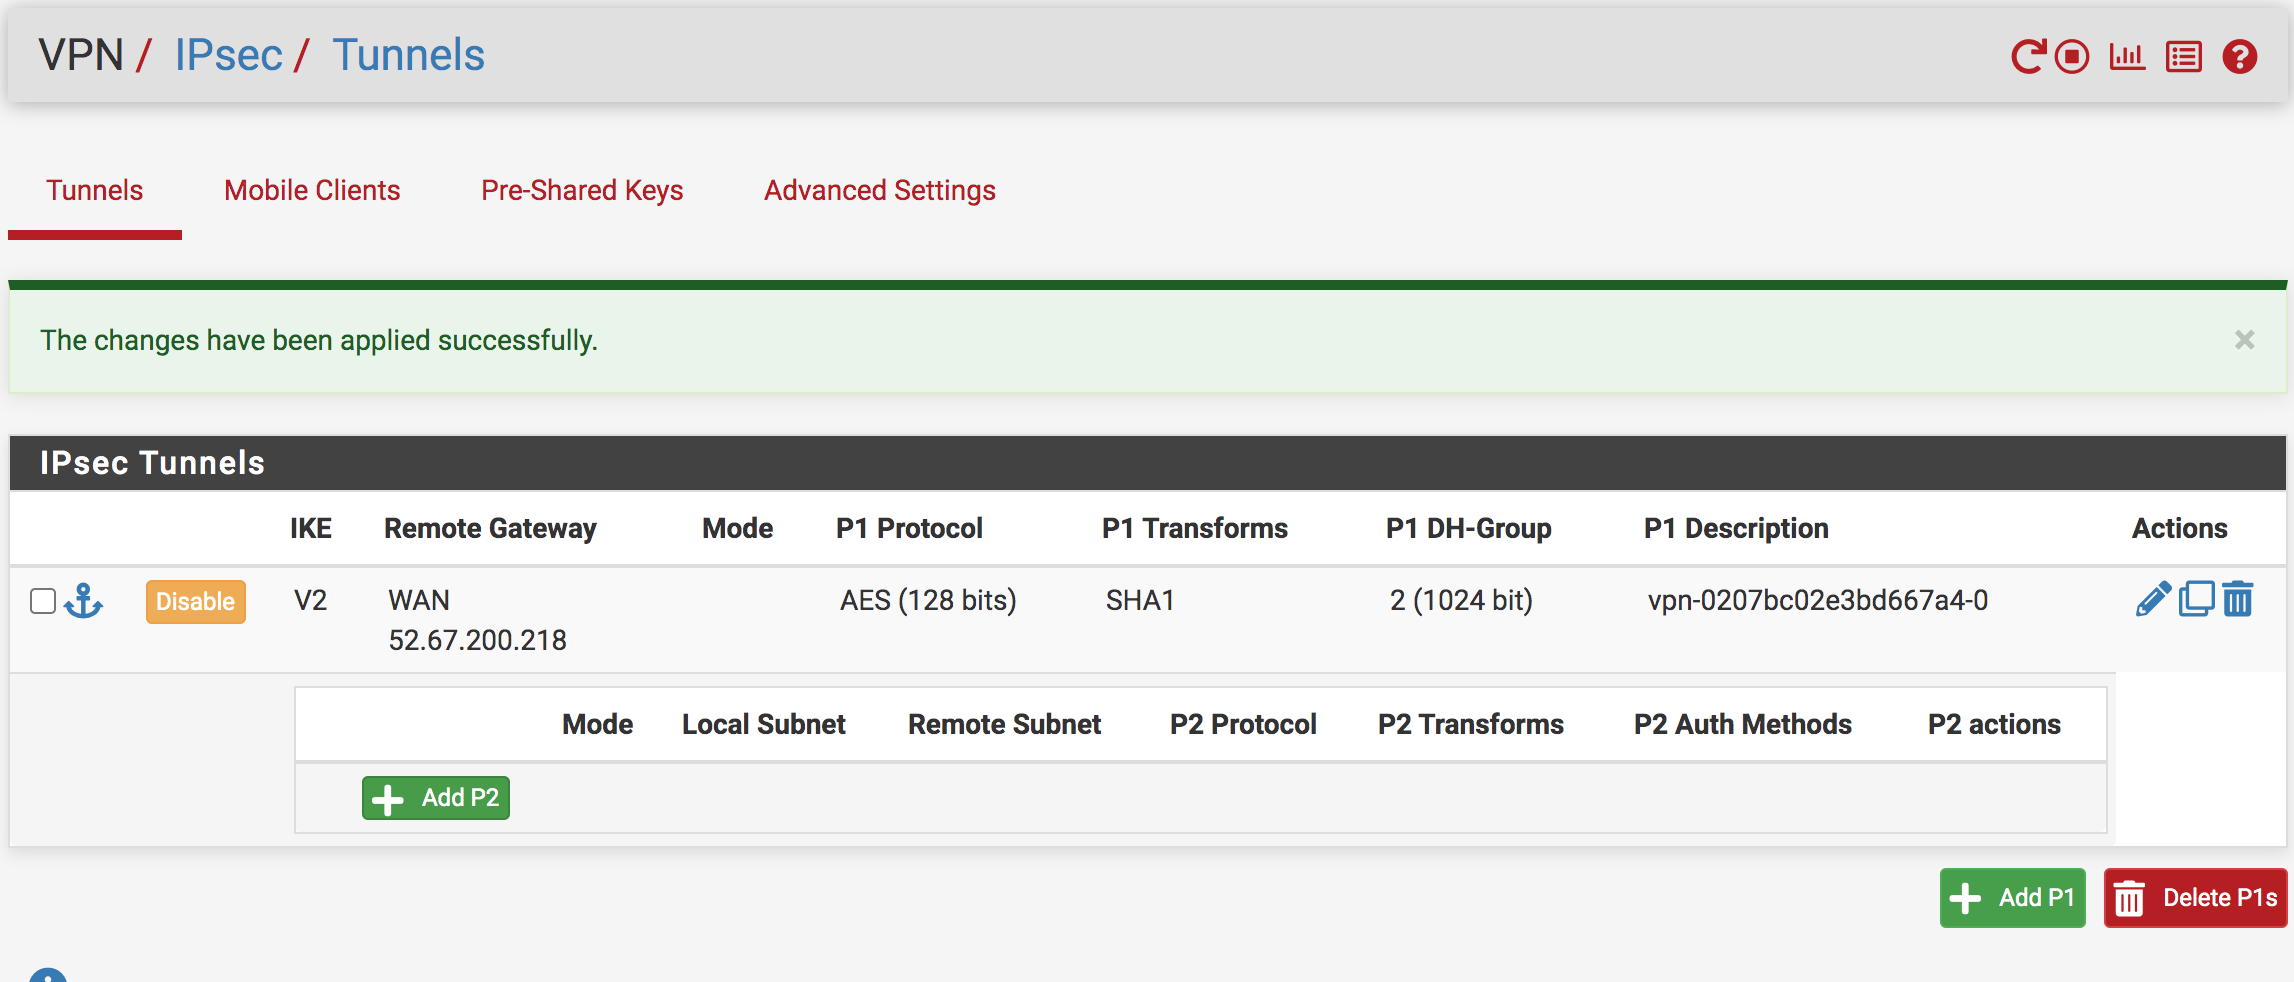 VPN / IPsec / Tunnels
Tunnels Mobile Clients Pre-Shared Keys Advanced Settings
The changes have been applied successfully. ×
IPsec Tunnels
IKE Remote Gateway Mode P1 Protocol P1 Transforms P1 DH-Group P1 Description Actions
Disable V2 WAN AES (128 bits) SHA1 2 (1024 bit) vpn-0207bc02e3bd667a4-0
52.67.200.218
Mode Local Subnet Remote Subnet P2 Protocol P2 Transforms P2 Auth Methods P2 actions
Add P2
Add P1 Delete P1s